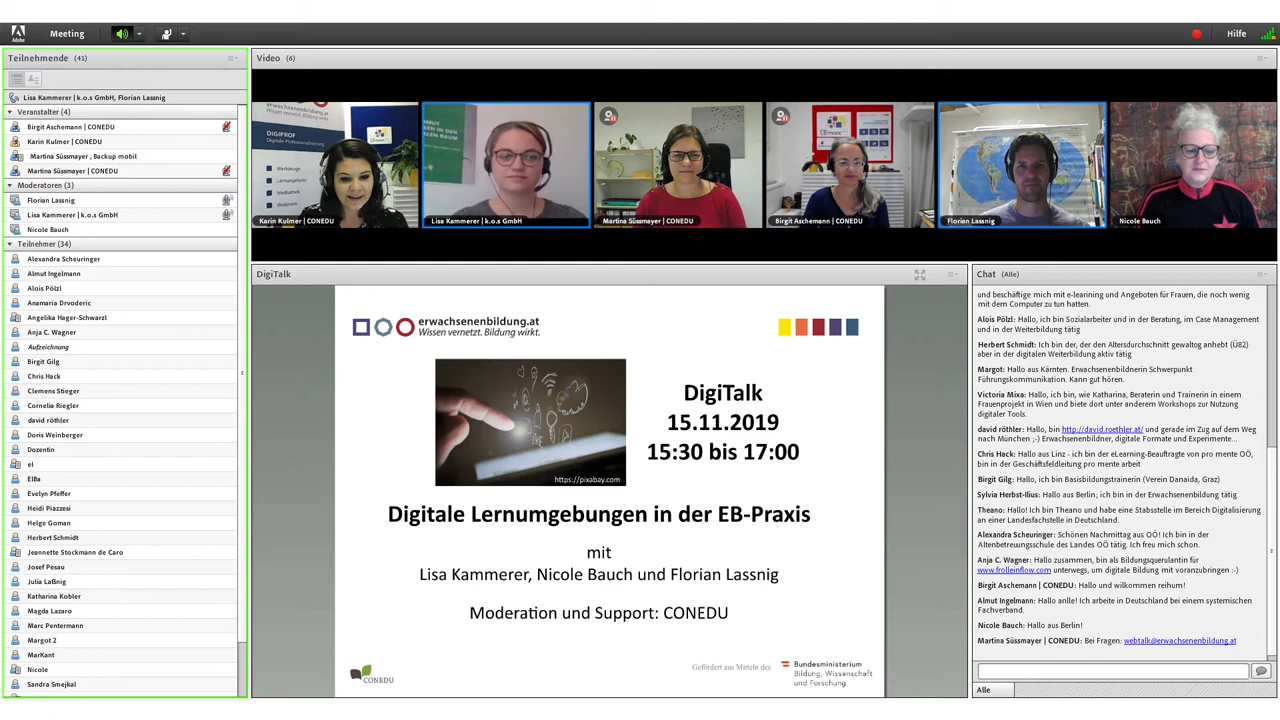 Adobe
Meeting
Hilfe
Teilnehmende (41)
Lisa Kammerer | k.o.s GmbH, Florian Lassnig
Veranstalter (4)
Birgit Aschemann | CONEDU
Karin Kulmer | CONEDU
Martina Süssmayer , Backup mobil
Martina Süssmayer | CONEDU
Moderatoren (3)
Florian Lassnig
Lisa Kammerer | k.o.s GmbH
Nicole Bauch
Teilnehmer (34)
Alexandra Scheuringer
Almut Ingelmann
Alois Pölzl
Anamaria Drvoderic
Angelika Hager-Schwarzl
Anja C. Wagner
Aufzeichnung
Birgit Gilg
Chris Hack
Clemens Stieger
Cornelia Riegler
david röthler
Doris Weinberger
Dozentin
el
ElBa
Evelyn Pfeffer
Heidi Piazzesi
Helge Goman
Herbert Schmidt
Jeannette Stockmann de Caro
Josef Pesau
Julia Laßnig
Katharina Kobler
Magda Lazaro
Marc Pentermann
Margot 2
MarKant
Nicole
Sandra Smejkal
Video (6)
DIGIPROF
Digitale Professionalisierung
Werkzeuge
Lernangebote
Mediathek
Webinare
Karin Kulmer | CONEDU
Lisa Kammerer | k.o.s GmbH
Martina Süssmayer | CONEDU
EBmooc
Birgit Aschemann | CONEDU
Florian Lassnig
Nicole Bauch
DigiTalk
erwachsenenbildung.at
Wissen vernetzt. Bildung wirkt.
https://pixabay.com
DigiTalk
15.11.2019
15:30 bis 17:00
Digitale Lernumgebungen in der EB-Praxis
mit
Lisa Kammerer, Nicole Bauch und Florian Lassnig
Moderation und Support: CONEDU
CONEDU
Gefördert aus Mitteln des
Bundesministerium
Bildung, Wissenschaft
und Forschung
Chat (Alle)
und beschäftige mich mit e-learining und Angeboten für Frauen, die noch wenig
mit dem Computer zu tun hatten.
Alois Pölzl: Hallo, ich bin Sozialarbeiter und in der Beratung, im Case Management
und in der Weiterbildung tätig
Herbert Schmidt: Ich bin der, der den Altersdurchschnitt gewaltog anhebt (Ü82)
aber in der digitalen Weiterbildung aktiv tätig
Margot: Hallo aus Kärnten. Erwachsenenbildnerin Schwerpunkt
Führungskommunikation. Kann gut hören.
Victoria Mixa: Hallo, ich bin, wie Katharina, Beraterin und Trainerin in einem
Frauenprojekt in Wien und biete dort unter anderem Workshops zur Nutzung
digitaler Tools.
david röthler: Hallo, bin http://david.roethler.at/ und gerade im Zug auf dem Weg
nach München ;-) Erwachsenenbildner, digitale Formate und Experimente...
Chris Hack: Hallo aus Linz - ich bin der eLearning-Beauftragte von pro mente OÖ,
bin in der Geschäftsfeldleitung pro mente arbeit
Birgit Gilg: Hallo, ich bin Basisbildungstrainerin (Verein Danaida, Graz)
Sylvia Herbst-Ilius: Hallo aus Berlin; ich bin in der Erwachsenenbildung tätig
Theano: Hallo! Ich bin Theano und habe eine Stabsstelle im Bereich Digitalisierung
an einer Landesfachstelle in Deutschland.
Alexandra Scheuringer: Schönen Nachmittag aus OÖ! Ich bin in der
Altenbetreuungsschule des Landes OÖ tätig. Ich freu mich schon.
Anja C. Wagner: Hallo zusammen, bin als Bildungsquerulantin für
www.frolleinflow.com unterwegs, um digitale Bildung mit voranzubringen :-)
Birgit Aschemann | CONEDU: Hallo und wilkommen reihum!
Almut Ingelmann: Hallo anlle! Ich arbeite in Deutschland bei einem systemischen
Fachverband.
Nicole Bauch: Hallo aus Berlin!
Martina Süssmayer | CONEDU: Bei Fragen: webtalk@erwachsenenbildung.at
Alle